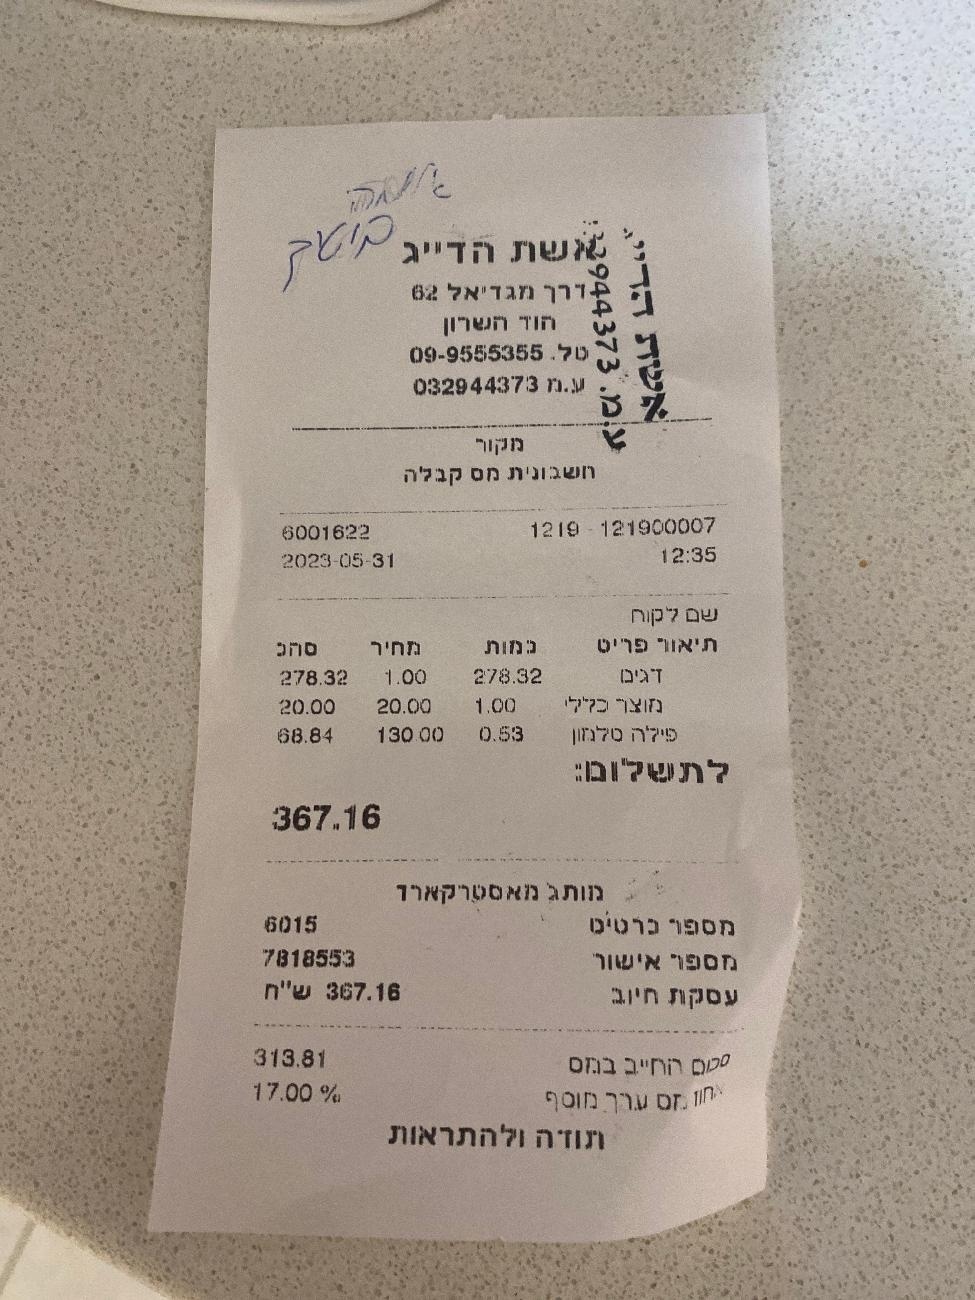 אשת הדייג
דרך מגדיאל 62
הוד השרון
טל. 09-9555355
ע.מ 032944373
אשת הדייג
ע.מ. 32944373
מקור
חשבונית מס קבלה
1219 - 121900007 6001622
12:35 2023-05-31
שם לקוח
תיאור פריט כמות מחיר סהכ
דגים 278.32 1.00 278.32
מוצר כללי 1.00 20.00 20.00
פילה סלמון 0.53 130.00 68.84
לתשלום:
367.16
מותג מאסטרקארד
מספר כרטיס 6015
מספר אישור 7818553
עסקת חיוב 367.16 ש"ח
סכום החייב במס 313.81
אחוז מס ערך מוסף 17.00 %
תודה ולהתראות